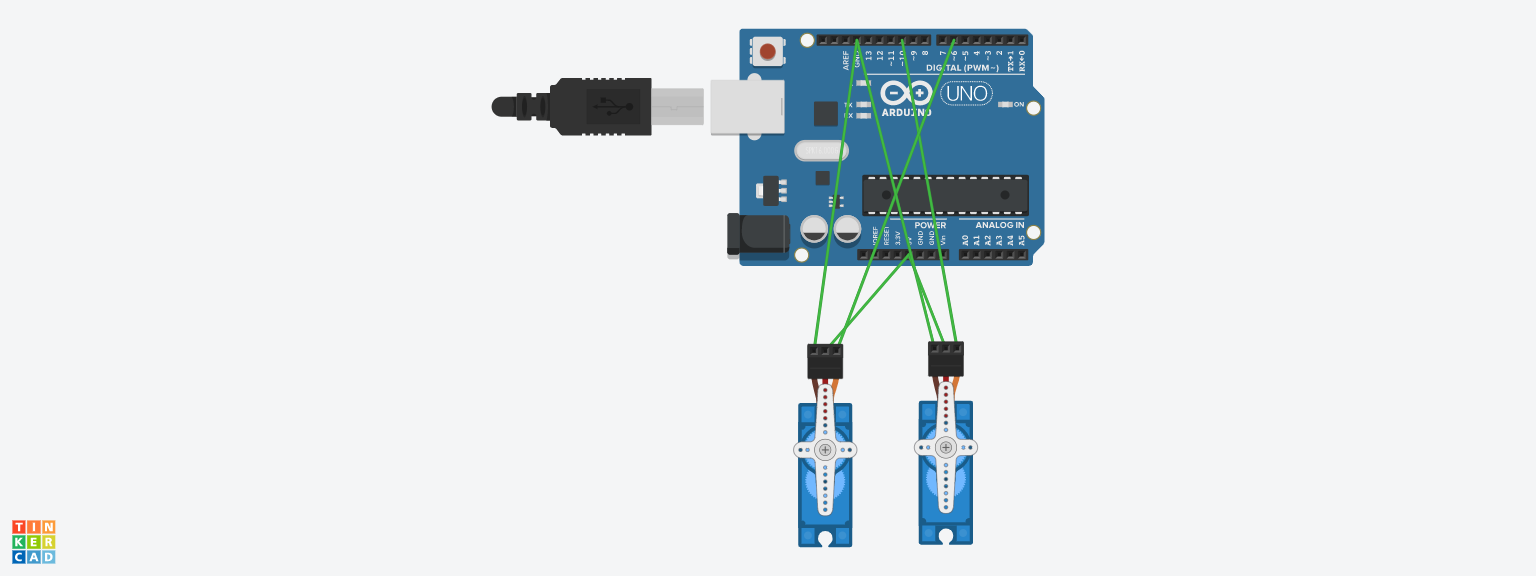 AREF
GND
13
12
~11
~10
~9
8
7
~6
~5
4
~3
2
TX→1
RX←0
DIGITAL (PWM~)
UNO
ARDUINO
TX
RX
ON
POWER
ANALOG IN
IOREF
RESET
3.3V
5V
GND
GND
Vin
A0
A1
A2
A3
A4
A5
TIN
KER
CAD